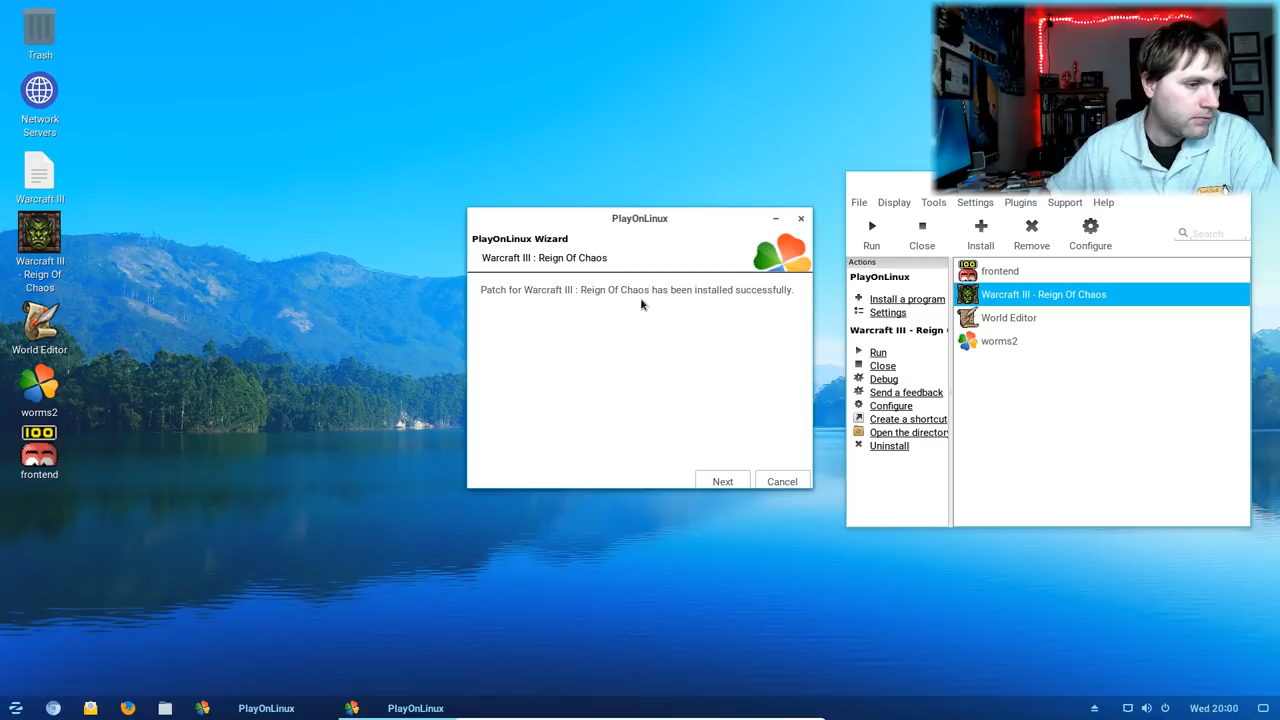 Trash
Network
Servers
Warcraft III
Warcraft III
- Reign Of
Chaos
World Editor
worms2
100
frontend
PlayOnLinux
PlayOnLinux Wizard
Warcraft III : Reign Of Chaos
Patch for Warcraft III : Reign Of Chaos has been installed successfully.
Next
Cancel
File Display Tools Settings Plugins Support Help
Run Close Install Remove Configure
Search
Actions
PlayOnLinux
Install a program
Settings
Warcraft III - Reign
Run
Close
Debug
Send a feedback
Configure
Create a shortcut
Open the director
Uninstall
100
frontend
Warcraft III - Reign Of Chaos
World Editor
worms2
PlayOnLinux
PlayOnLinux
Wed 20:00